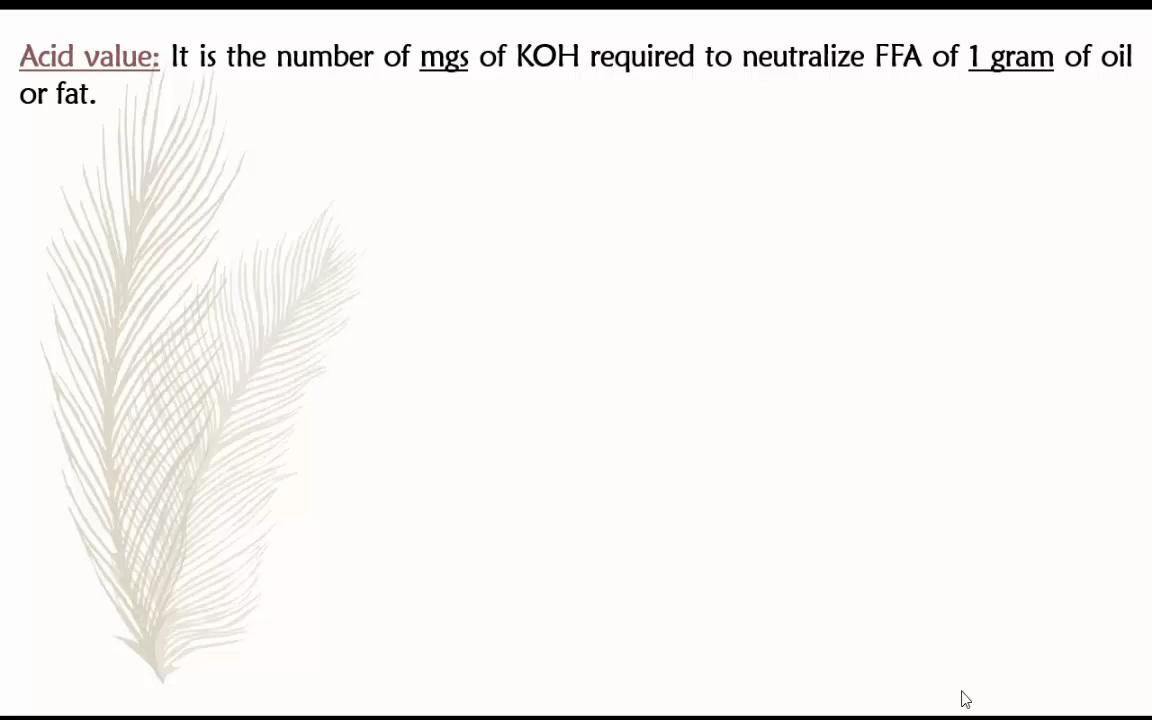 Acid value: It is the number of mgs of KOH required to neutralize FFA of 1 gram of oil
or fat.